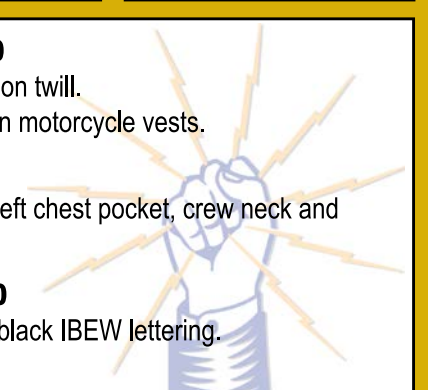 on twill.
n motorcycle vests.
eft chest pocket, crew neck and
black IBEW lettering.